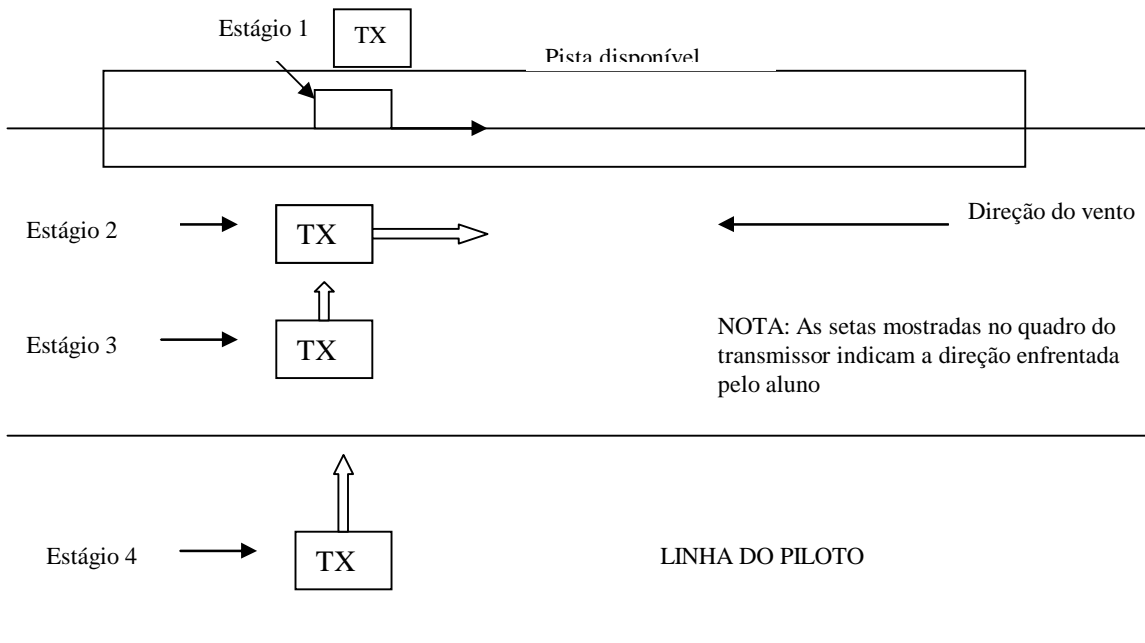 Estágio 1
TX
Pista disponível
Estágio 2
TX
Direção do vento
Estágio 3
TX
NOTA: As setas mostradas no quadro do
transmissor indicam a direção enfrentada
pelo aluno
Estágio 4
TX
LINHA DO PILOTO